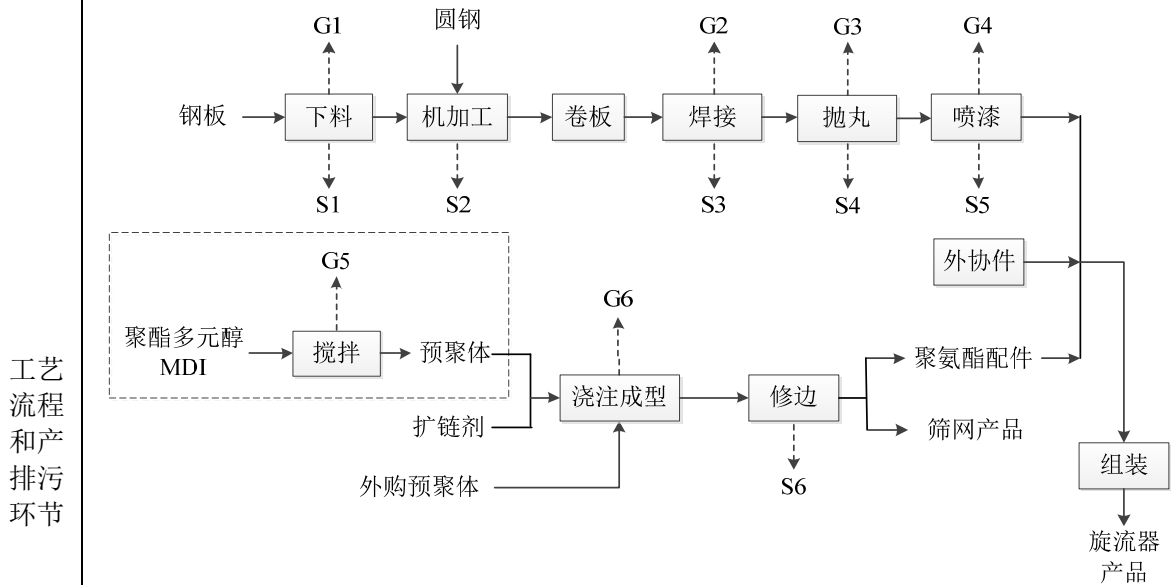 工艺
流程
和产
排污
环节
G1
圆钢
G2
G3
G4
钢板
下料
机加工
卷板
焊接
抛丸
喷漆
S1
S2
S3
S4
S5
外协件
G5
聚酯多元醇
MDI
搅拌
预聚体
扩链剂
外购预聚体
G6
浇注成型
修边
S6
聚氨酯配件
筛网产品
组装
旋流器
产品